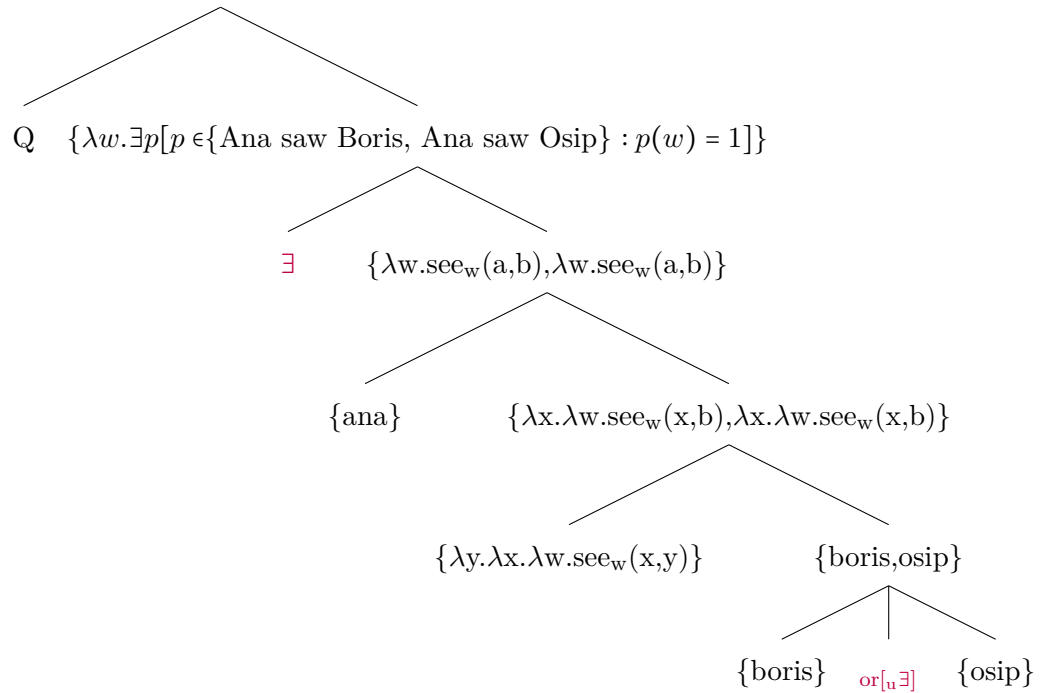 Q {λw.∃p[p ∈{Ana saw Boris, Ana saw Osip} : p(w) = 1]}
∃ {λw.see_w(a,b),λw.see_w(a,b)}
{ana} {λx.λw.see_w(x,b),λx.λw.see_w(x,b)}
{λy.λx.λw.see_w(x,y)} {boris,osip}
{boris} or[_u∃] {osip}